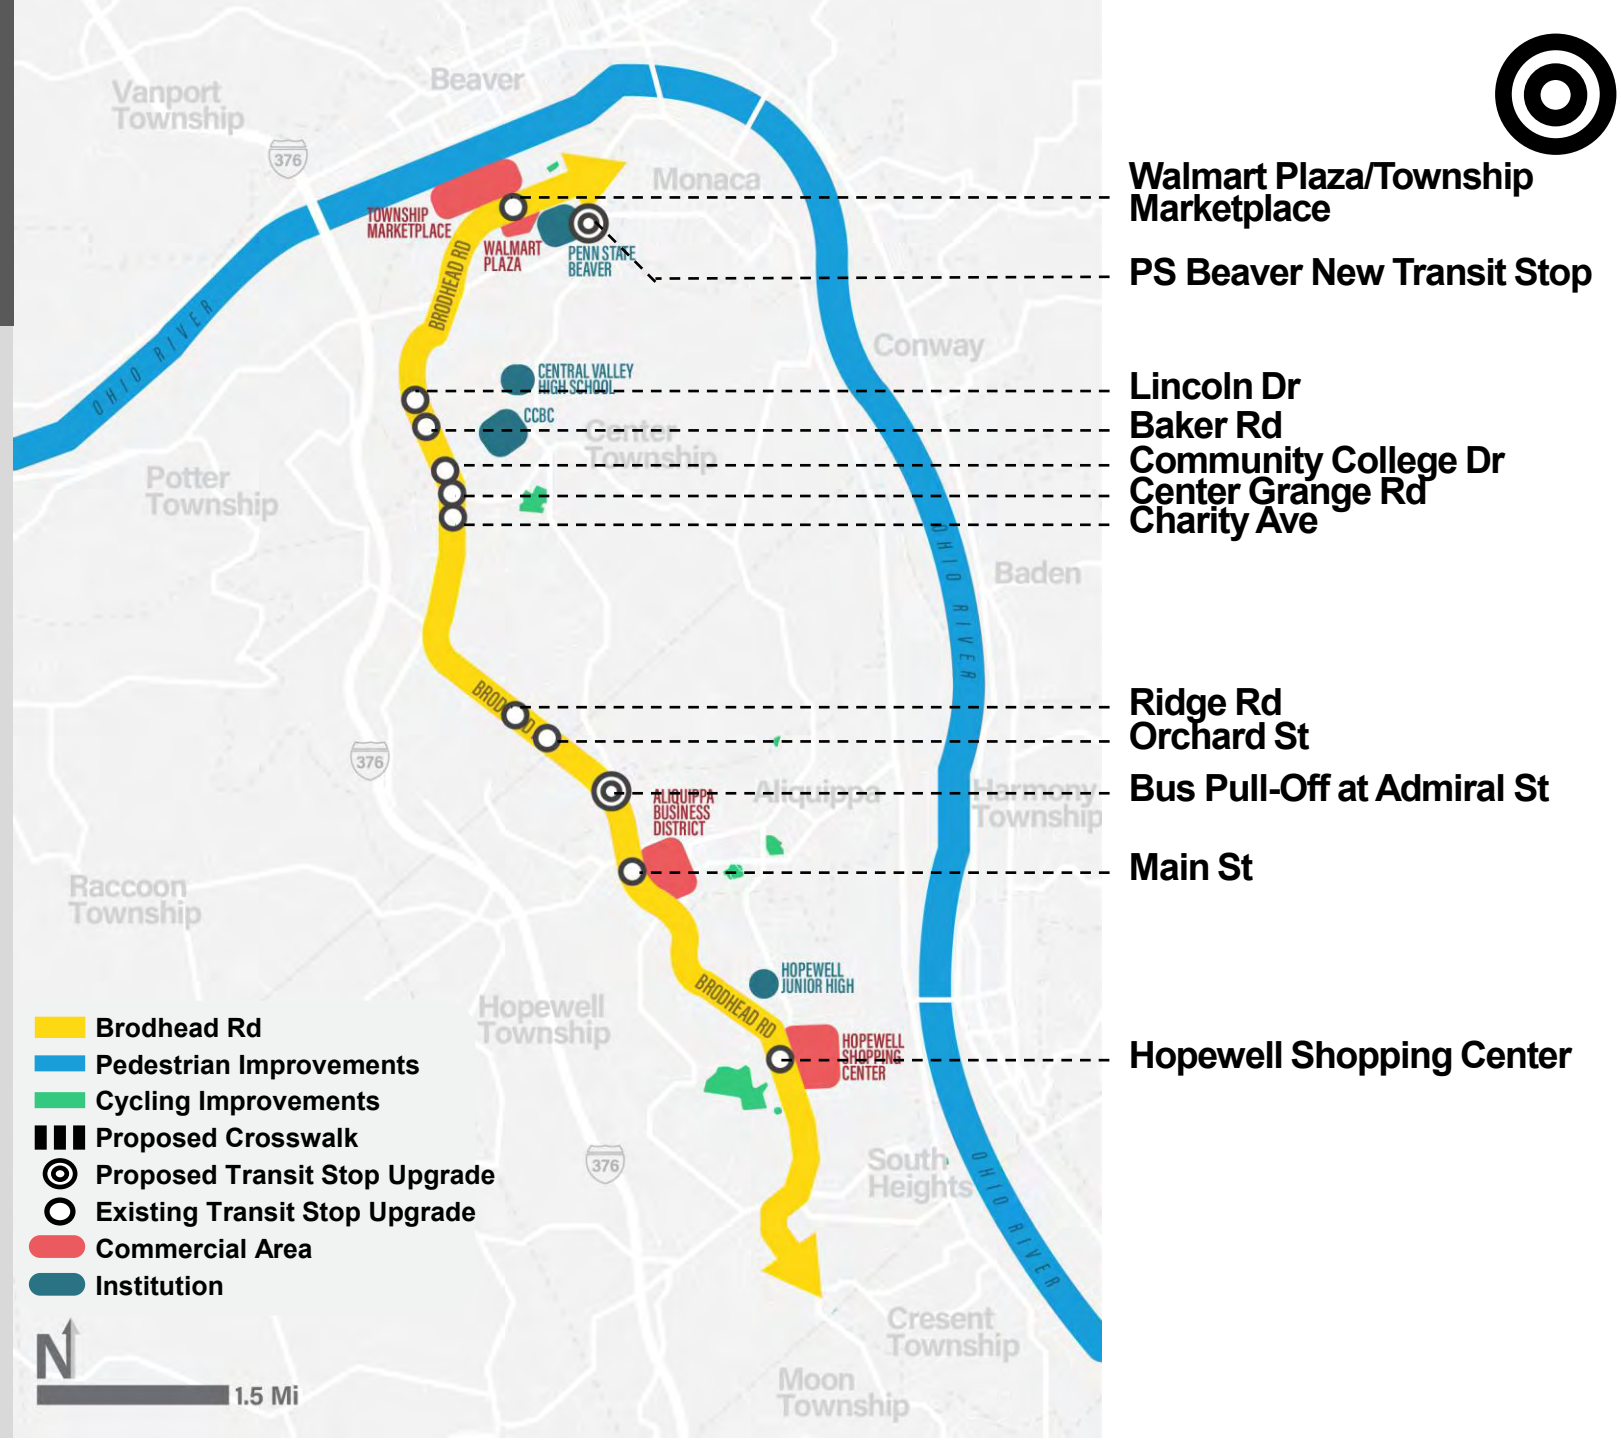 Vanport
Township
Beaver
376
Monaca
TOWNSHIP
MARKETPLACE
WALMART
PLAZA
PENN STATE
BEAVER
BRODHEAD RD
OHIO RIVER
Walmart Plaza/Township
Marketplace
PS Beaver New Transit Stop
Conway
CENTRAL VALLEY
HIGH SCHOOL
CCBC
Center
Township
Potter
Township
Lincoln Dr
Baker Rd
Community College Dr
Center Grange Rd
Charity Ave
OHIO RIVER
Baden
BRODHEAD RD
Ridge Rd
Orchard St
376
ALIQUIPPA
BUSINESS
DISTRICT
Aliquippa
Harmony
Township
Bus Pull-Off at Admiral St
Main St
Raccoon
Township
HOPEWELL
JUNIOR HIGH
BRODHEAD RD
Hopewell
Township
HOPEWELL
SHOPPING
CENTER
Hopewell Shopping Center
376
South
Heights
OHIO RIVER
Cresent
Township
Moon
Township
Brodhead Rd
Pedestrian Improvements
Cycling Improvements
Proposed Crosswalk
Proposed Transit Stop Upgrade
Existing Transit Stop Upgrade
Commercial Area
Institution
N
1.5 Mi